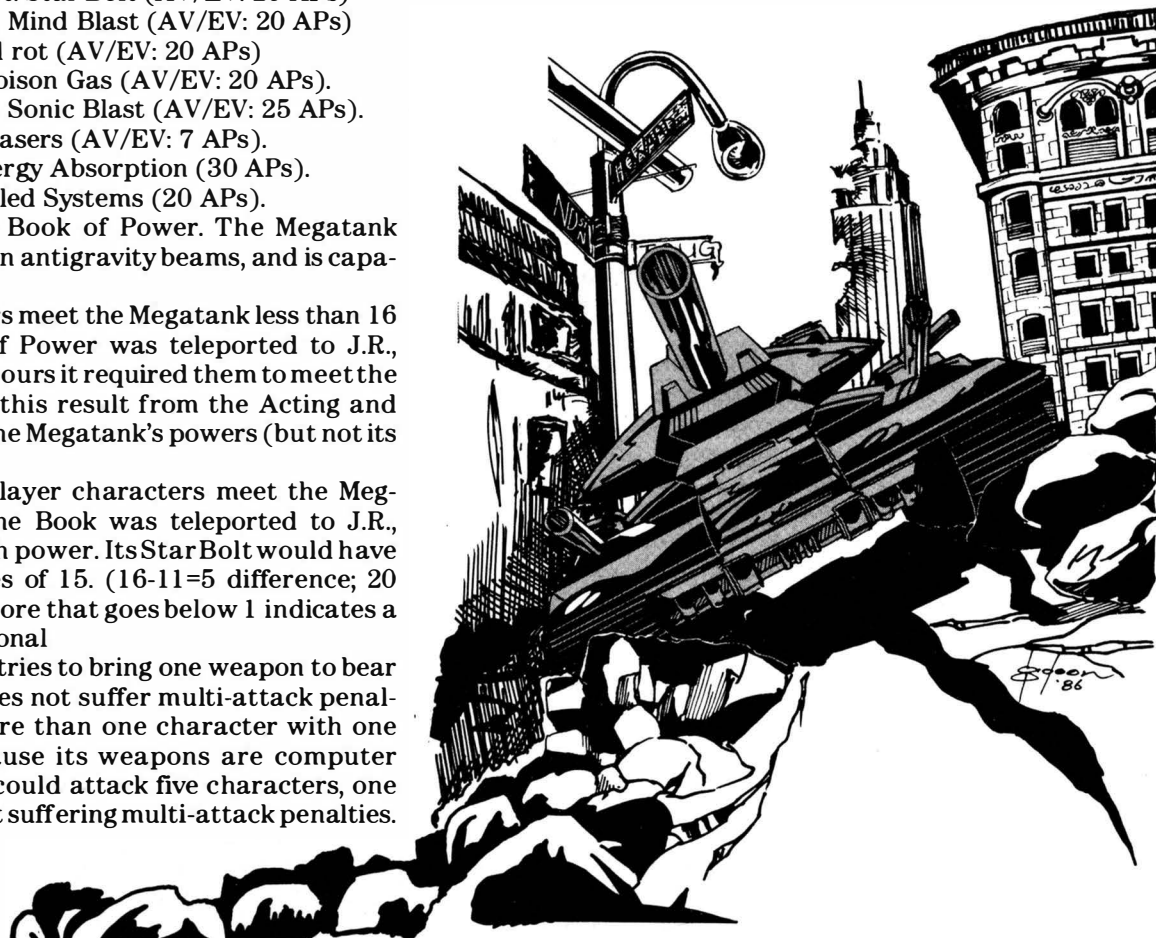 Mind Blast (AV/EV: 20 APs)
rot (AV/EV: 20 APs)
oison Gas (AV/EV: 20 APs).
Sonic Blast (AV/EV: 25 APs).
asers (AV/EV: 7 APs).
ergy Absorption (30 APs).
led Systems (20 APs).
Book of Power. The Megatank
n antigravity beams, and is capa-
s meet the Megatank less than 16
f Power was teleported to J.R.,
ours it required them to meet the
this result from the Acting and
he Megatank's powers (but not its
layer characters meet the Meg-
he Book was teleported to J.R.,
n power. Its Star Bolt would have
es of 15. (16-11=5 difference; 20
ore that goes below 1 indicates a
onal
tries to bring one weapon to bear
es not suffer multi-attack penal-
re than one character with one
ause its weapons are computer
could attack five characters, one
t suffering multi-attack penalties.
'86